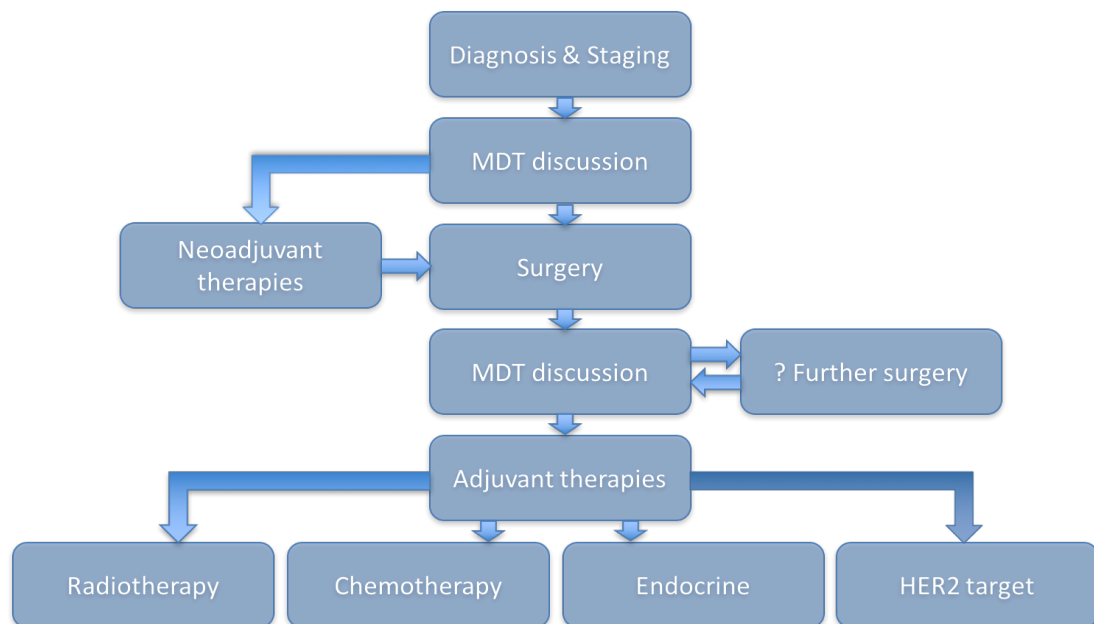 Diagnosis & Staging
MDT discussion
Neoadjuvant
therapies
Surgery
MDT discussion
? Further surgery
Adjuvant therapies
Radiotherapy
Chemotherapy
Endocrine
HER2 target